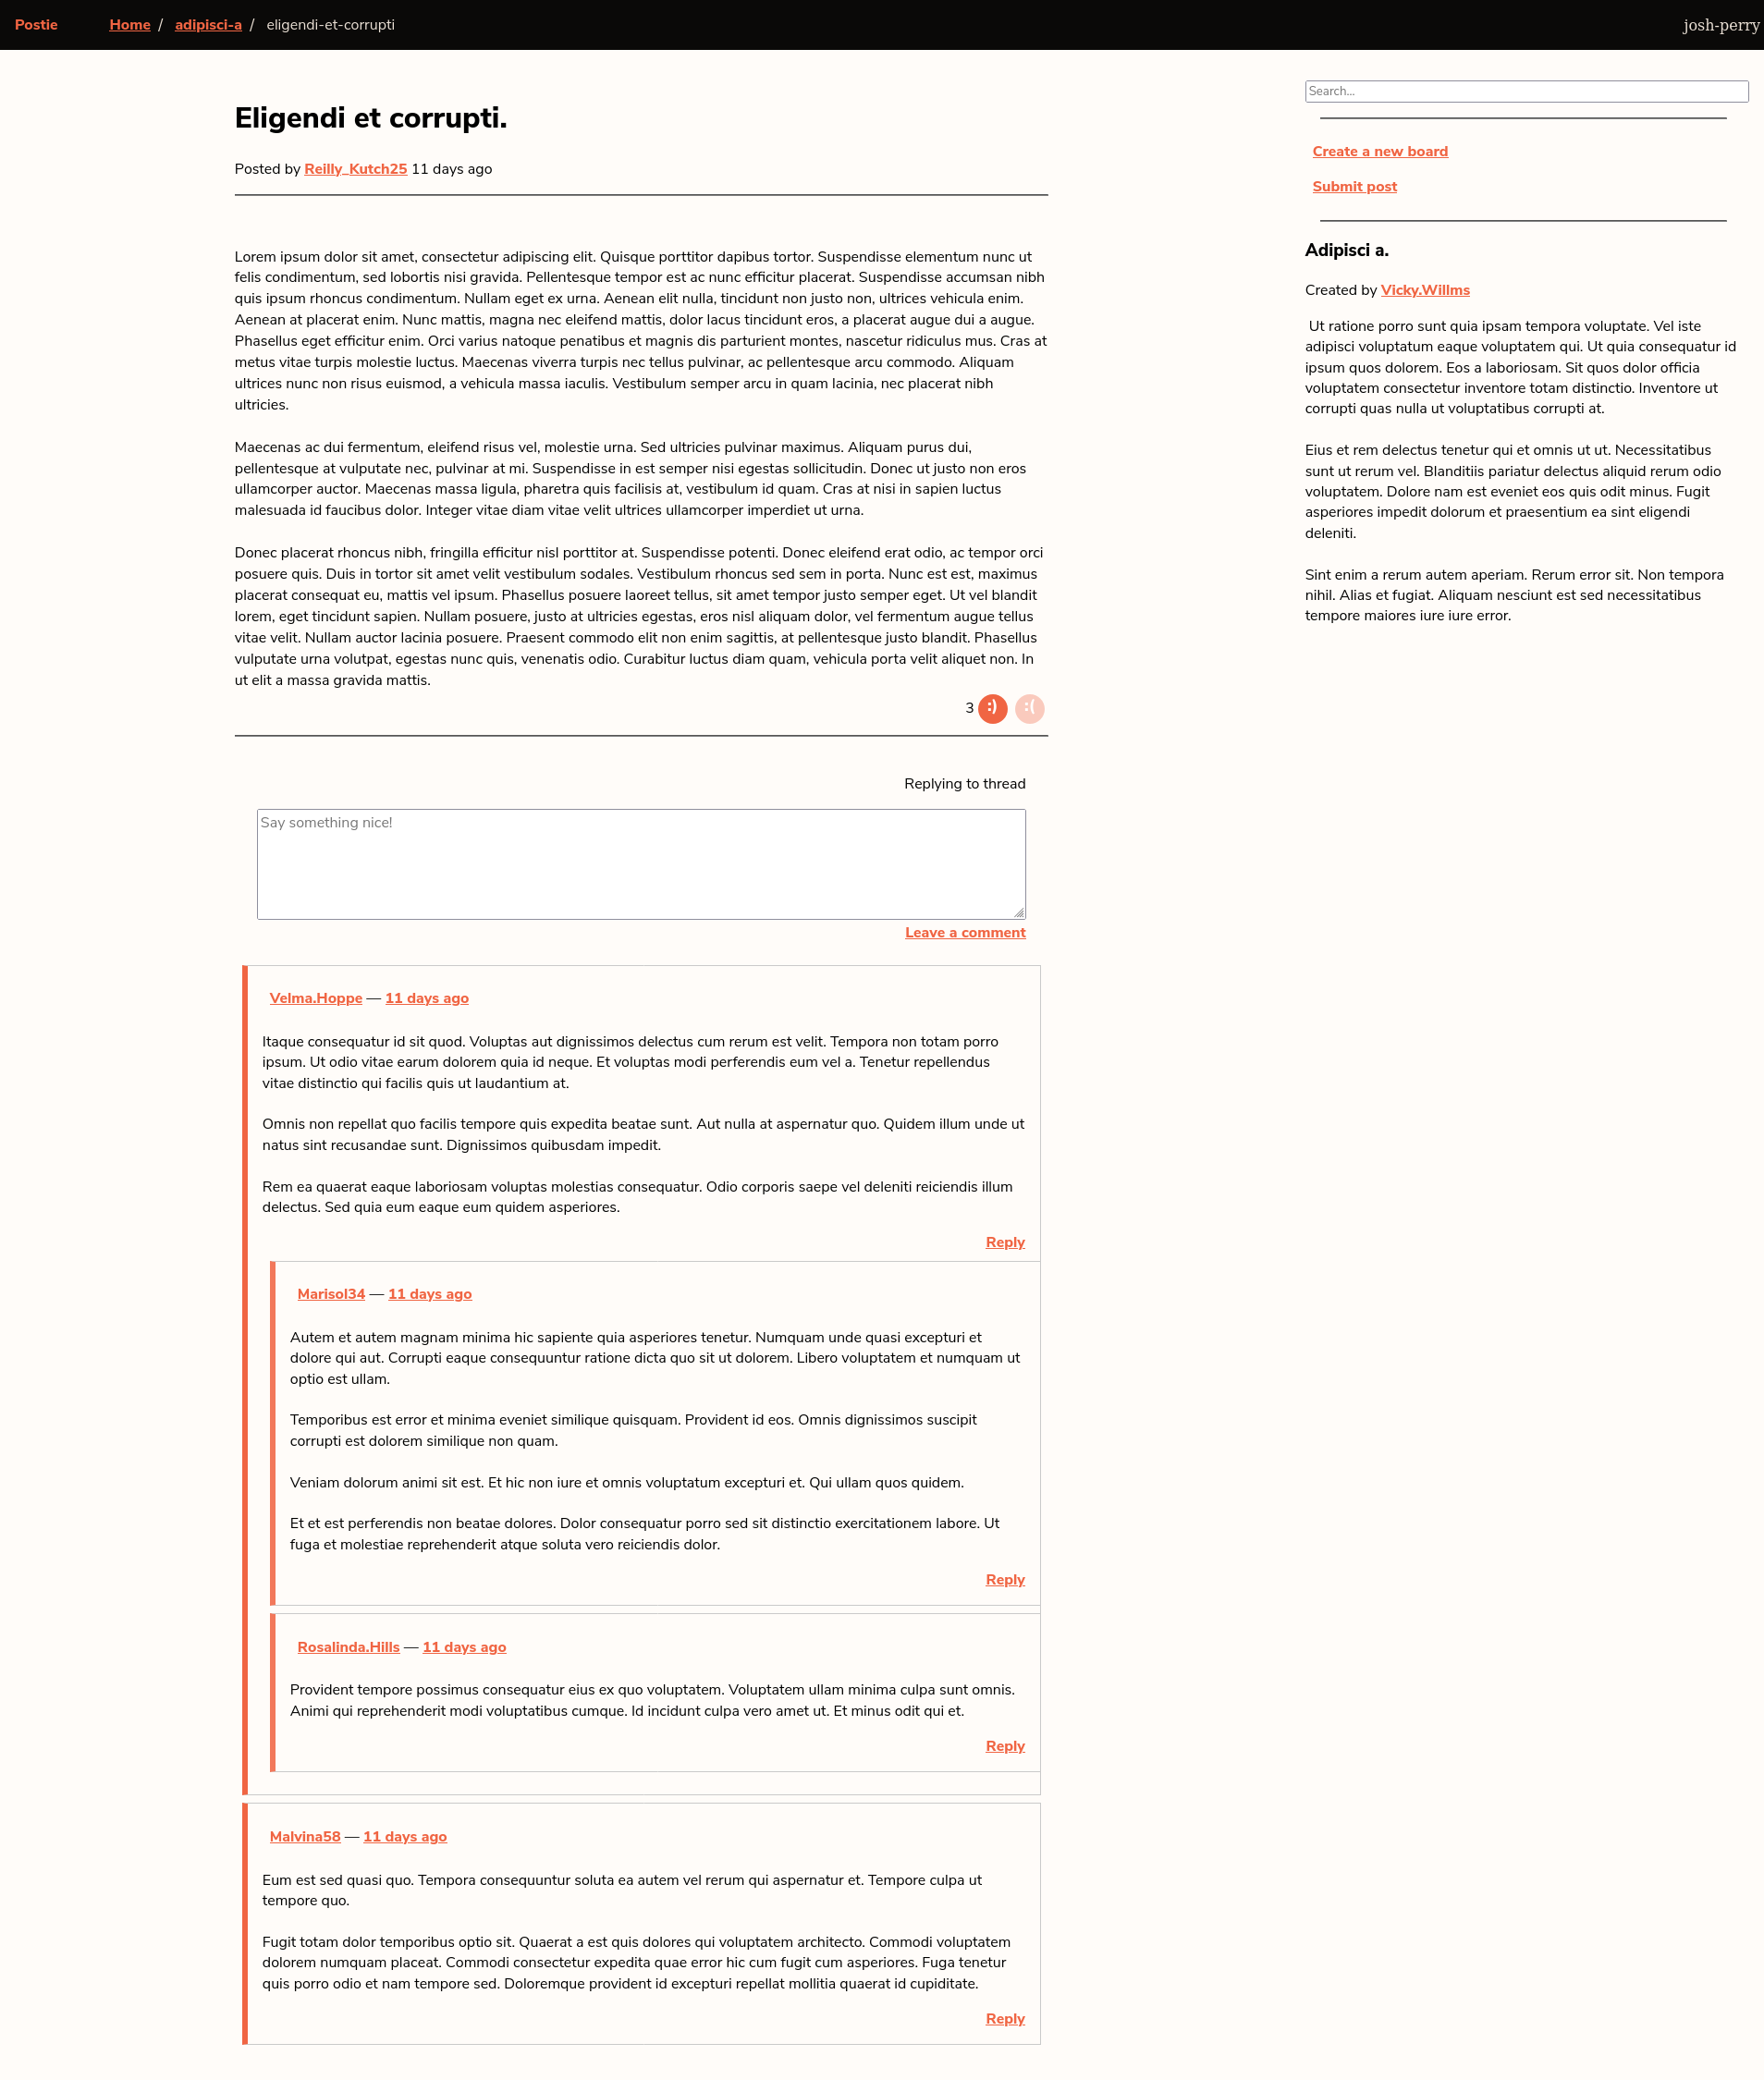 Postie Home / adipisci-a / eligendi-et-corrupti josh-perry
Eligendi et corrupti.
Posted by Reilly_Kutch25 11 days ago
Lorem ipsum dolor sit amet, consectetur adipiscing elit. Quisque porttitor dapibus tortor. Suspendisse elementum nunc ut
felis condimentum, sed lobortis nisi gravida. Pellentesque tempor est ac nunc efficitur placerat. Suspendisse accumsan nibh
quis ipsum rhoncus condimentum. Nullam eget ex urna. Aenean elit nulla, tincidunt non justo non, ultrices vehicula enim.
Aenean at placerat enim. Nunc mattis, magna nec eleifend mattis, dolor lacus tincidunt eros, a placerat augue dui a augue.
Phasellus eget efficitur enim. Orci varius natoque penatibus et magnis dis parturient montes, nascetur ridiculus mus. Cras at
metus vitae turpis molestie luctus. Maecenas viverra turpis nec tellus pulvinar, ac pellentesque arcu commodo. Aliquam
ultrices nunc non risus euismod, a vehicula massa iaculis. Vestibulum semper arcu in quam lacinia, nec placerat nibh
ultricies.
Maecenas ac dui fermentum, eleifend risus vel, molestie urna. Sed ultricies pulvinar maximus. Aliquam purus dui,
pellentesque at vulputate nec, pulvinar at mi. Suspendisse in est semper nisi egestas sollicitudin. Donec ut justo non eros
ullamcorper auctor. Maecenas massa ligula, pharetra quis facilisis at, vestibulum id quam. Cras at nisi in sapien luctus
malesuada id faucibus dolor. Integer vitae diam vitae velit ultrices ullamcorper imperdiet ut urna.
Donec placerat rhoncus nibh, fringilla efficitur nisl porttitor at. Suspendisse potenti. Donec eleifend erat odio, ac tempor orci
posuere quis. Duis in tortor sit amet velit vestibulum sodales. Vestibulum rhoncus sed sem in porta. Nunc est est, maximus
placerat consequat eu, mattis vel ipsum. Phasellus posuere laoreet tellus, sit amet tempor justo semper eget. Ut vel blandit
lorem, eget tincidunt sapien. Nullam posuere, justo at ultricies egestas, eros nisl aliquam dolor, vel fermentum augue tellus
vitae velit. Nullam auctor lacinia posuere. Praesent commodo elit non enim sagittis, at pellentesque justo blandit. Phasellus
vulputate urna volutpat, egestas nunc quis, venenatis odio. Curabitur luctus diam quam, vehicula porta velit aliquet non. In
ut elit a massa gravida mattis.
3 :) :(
Replying to thread
Say something nice!
Leave a comment
Velma.Hoppe — 11 days ago
Itaque consequatur id sit quod. Voluptas aut dignissimos delectus cum rerum est velit. Tempora non totam porro
ipsum. Ut odio vitae earum dolorem quia id neque. Et voluptas modi perferendis eum vel a. Tenetur repellendus
vitae distinctio qui facilis quis ut laudantium at.
Omnis non repellat quo facilis tempore quis expedita beatae sunt. Aut nulla at aspernatur quo. Quidem illum unde ut
natus sint recusandae sunt. Dignissimos quibusdam impedit.
Rem ea quaerat eaque laboriosam voluptas molestias consequatur. Odio corporis saepe vel deleniti reiciendis illum
delectus. Sed quia eum eaque eum quidem asperiores.
Reply
Marisol34 — 11 days ago
Autem et autem magnam minima hic sapiente quia asperiores tenetur. Numquam unde quasi excepturi et
dolore qui aut. Corrupti eaque consequuntur ratione dicta quo sit ut dolorem. Libero voluptatem et numquam ut
optio est ullam.
Temporibus est error et minima eveniet similique quisquam. Provident id eos. Omnis dignissimos suscipit
corrupti est dolorem similique non quam.
Veniam dolorum animi sit est. Et hic non iure et omnis voluptatum excepturi et. Qui ullam quos quidem.
Et et est perferendis non beatae dolores. Dolor consequatur porro sed sit distinctio exercitationem labore. Ut
fuga et molestiae reprehenderit atque soluta vero reiciendis dolor.
Reply
Rosalinda.Hills — 11 days ago
Provident tempore possimus consequatur eius ex quo voluptatem. Voluptatem ullam minima culpa sunt omnis.
Animi qui reprehenderit modi voluptatibus cumque. Id incidunt culpa vero amet ut. Et minus odit qui et.
Reply
Malvina58 — 11 days ago
Eum est sed quasi quo. Tempora consequuntur soluta ea autem vel rerum qui aspernatur et. Tempore culpa ut
tempore quo.
Fugit totam dolor temporibus optio sit. Quaerat a est quis dolores qui voluptatem architecto. Commodi voluptatem
dolorem numquam placeat. Commodi consectetur expedita quae error hic cum fugit cum asperiores. Fuga tenetur
quis porro odio et nam tempore sed. Doloremque provident id excepturi repellat mollitia quaerat id cupiditate.
Reply
Search...
Create a new board
Submit post
Adipisci a.
Created by Vicky.Willms
Ut ratione porro sunt quia ipsam tempora voluptate. Vel iste
adipisci voluptatum eaque voluptatem qui. Ut quia consequatur id
ipsum quos dolorem. Eos a laboriosam. Sit quos dolor officia
voluptatem consectetur inventore totam distinctio. Inventore ut
corrupti quas nulla ut voluptatibus corrupti at.
Eius et rem delectus tenetur qui et omnis ut ut. Necessitatibus
sunt ut rerum vel. Blanditiis pariatur delectus aliquid rerum odio
voluptatem. Dolore nam est eveniet eos quis odit minus. Fugit
asperiores impedit dolorum et praesentium ea sint eligendi
deleniti.
Sint enim a rerum autem aperiam. Rerum error sit. Non tempora
nihil. Alias et fugiat. Aliquam nesciunt est sed necessitatibus
tempore maiores iure iure error.